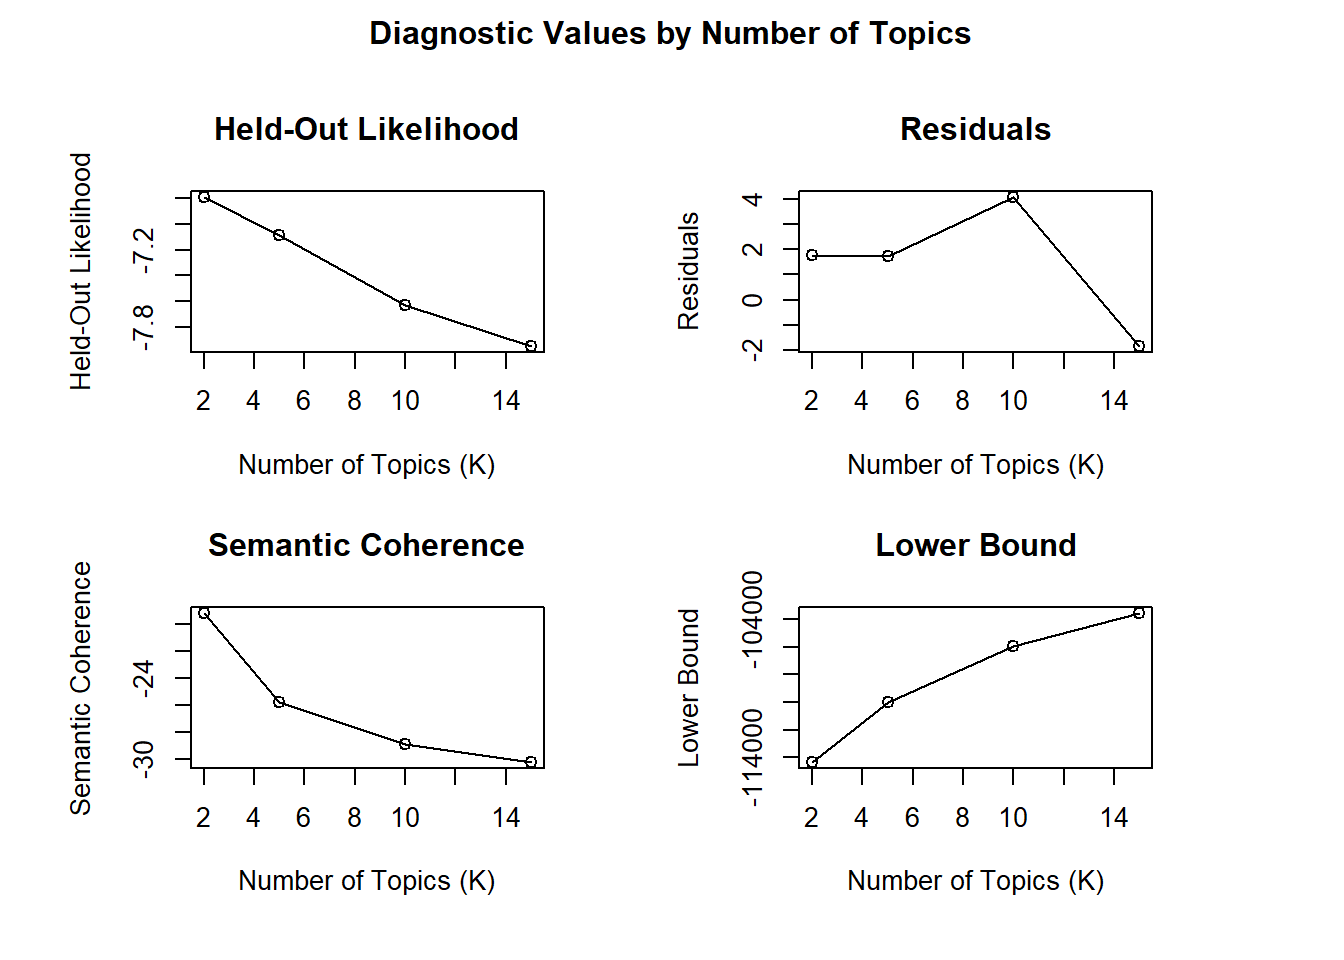 Diagnostic Values by Number of Topics
Held-Out Likelihood
Held-Out Likelihood
-7.2
-7.8
2 4 6 8 10 14
Number of Topics (K)
Residuals
Residuals
4
2
0
-2
2 4 6 8 10 14
Number of Topics (K)
Semantic Coherence
Semantic Coherence
-24
-30
2 4 6 8 10 14
Number of Topics (K)
Lower Bound
Lower Bound
-104000
-114000
2 4 6 8 10 14
Number of Topics (K)